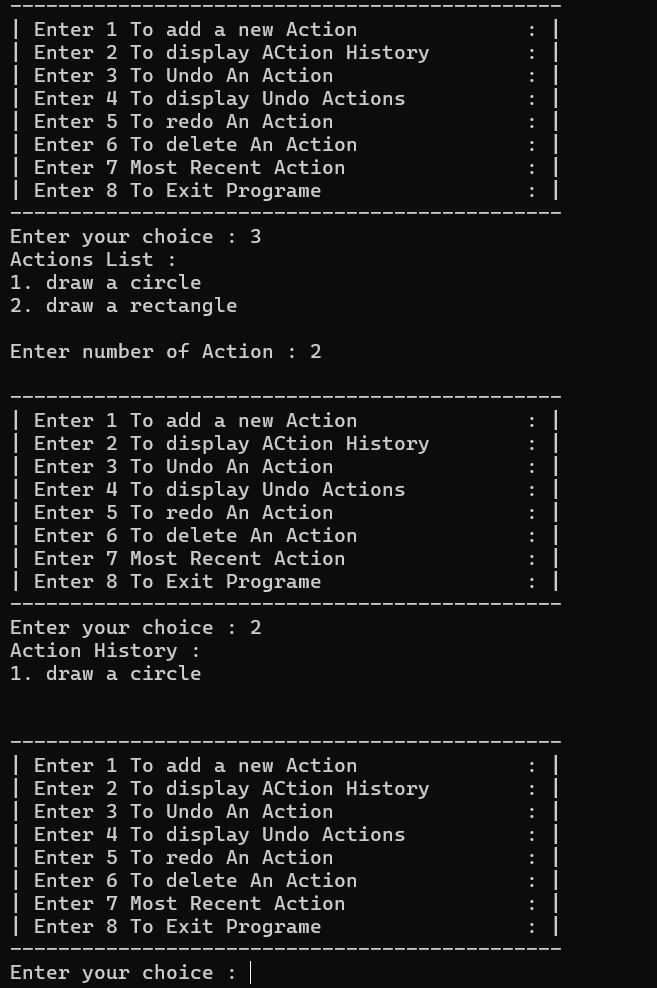 ----------------------------------------------
| Enter 1 To add a new Action              : |
| Enter 2 To display ACtion History        : |
| Enter 3 To Undo An Action                : |
| Enter 4 To display Undo Actions          : |
| Enter 5 To redo An Action                : |
| Enter 6 To delete An Action              : |
| Enter 7 Most Recent Action               : |
| Enter 8 To Exit Programe                 : |
----------------------------------------------
Enter your choice : 3
Actions List :
1. draw a circle
2. draw a rectangle

Enter number of Action : 2

----------------------------------------------
| Enter 1 To add a new Action              : |
| Enter 2 To display ACtion History        : |
| Enter 3 To Undo An Action                : |
| Enter 4 To display Undo Actions          : |
| Enter 5 To redo An Action                : |
| Enter 6 To delete An Action              : |
| Enter 7 Most Recent Action               : |
| Enter 8 To Exit Programe                 : |
----------------------------------------------
Enter your choice : 2
Action History :
1. draw a circle


----------------------------------------------
| Enter 1 To add a new Action              : |
| Enter 2 To display ACtion History        : |
| Enter 3 To Undo An Action                : |
| Enter 4 To display Undo Actions          : |
| Enter 5 To redo An Action                : |
| Enter 6 To delete An Action              : |
| Enter 7 Most Recent Action               : |
| Enter 8 To Exit Programe                 : |
----------------------------------------------
Enter your choice :